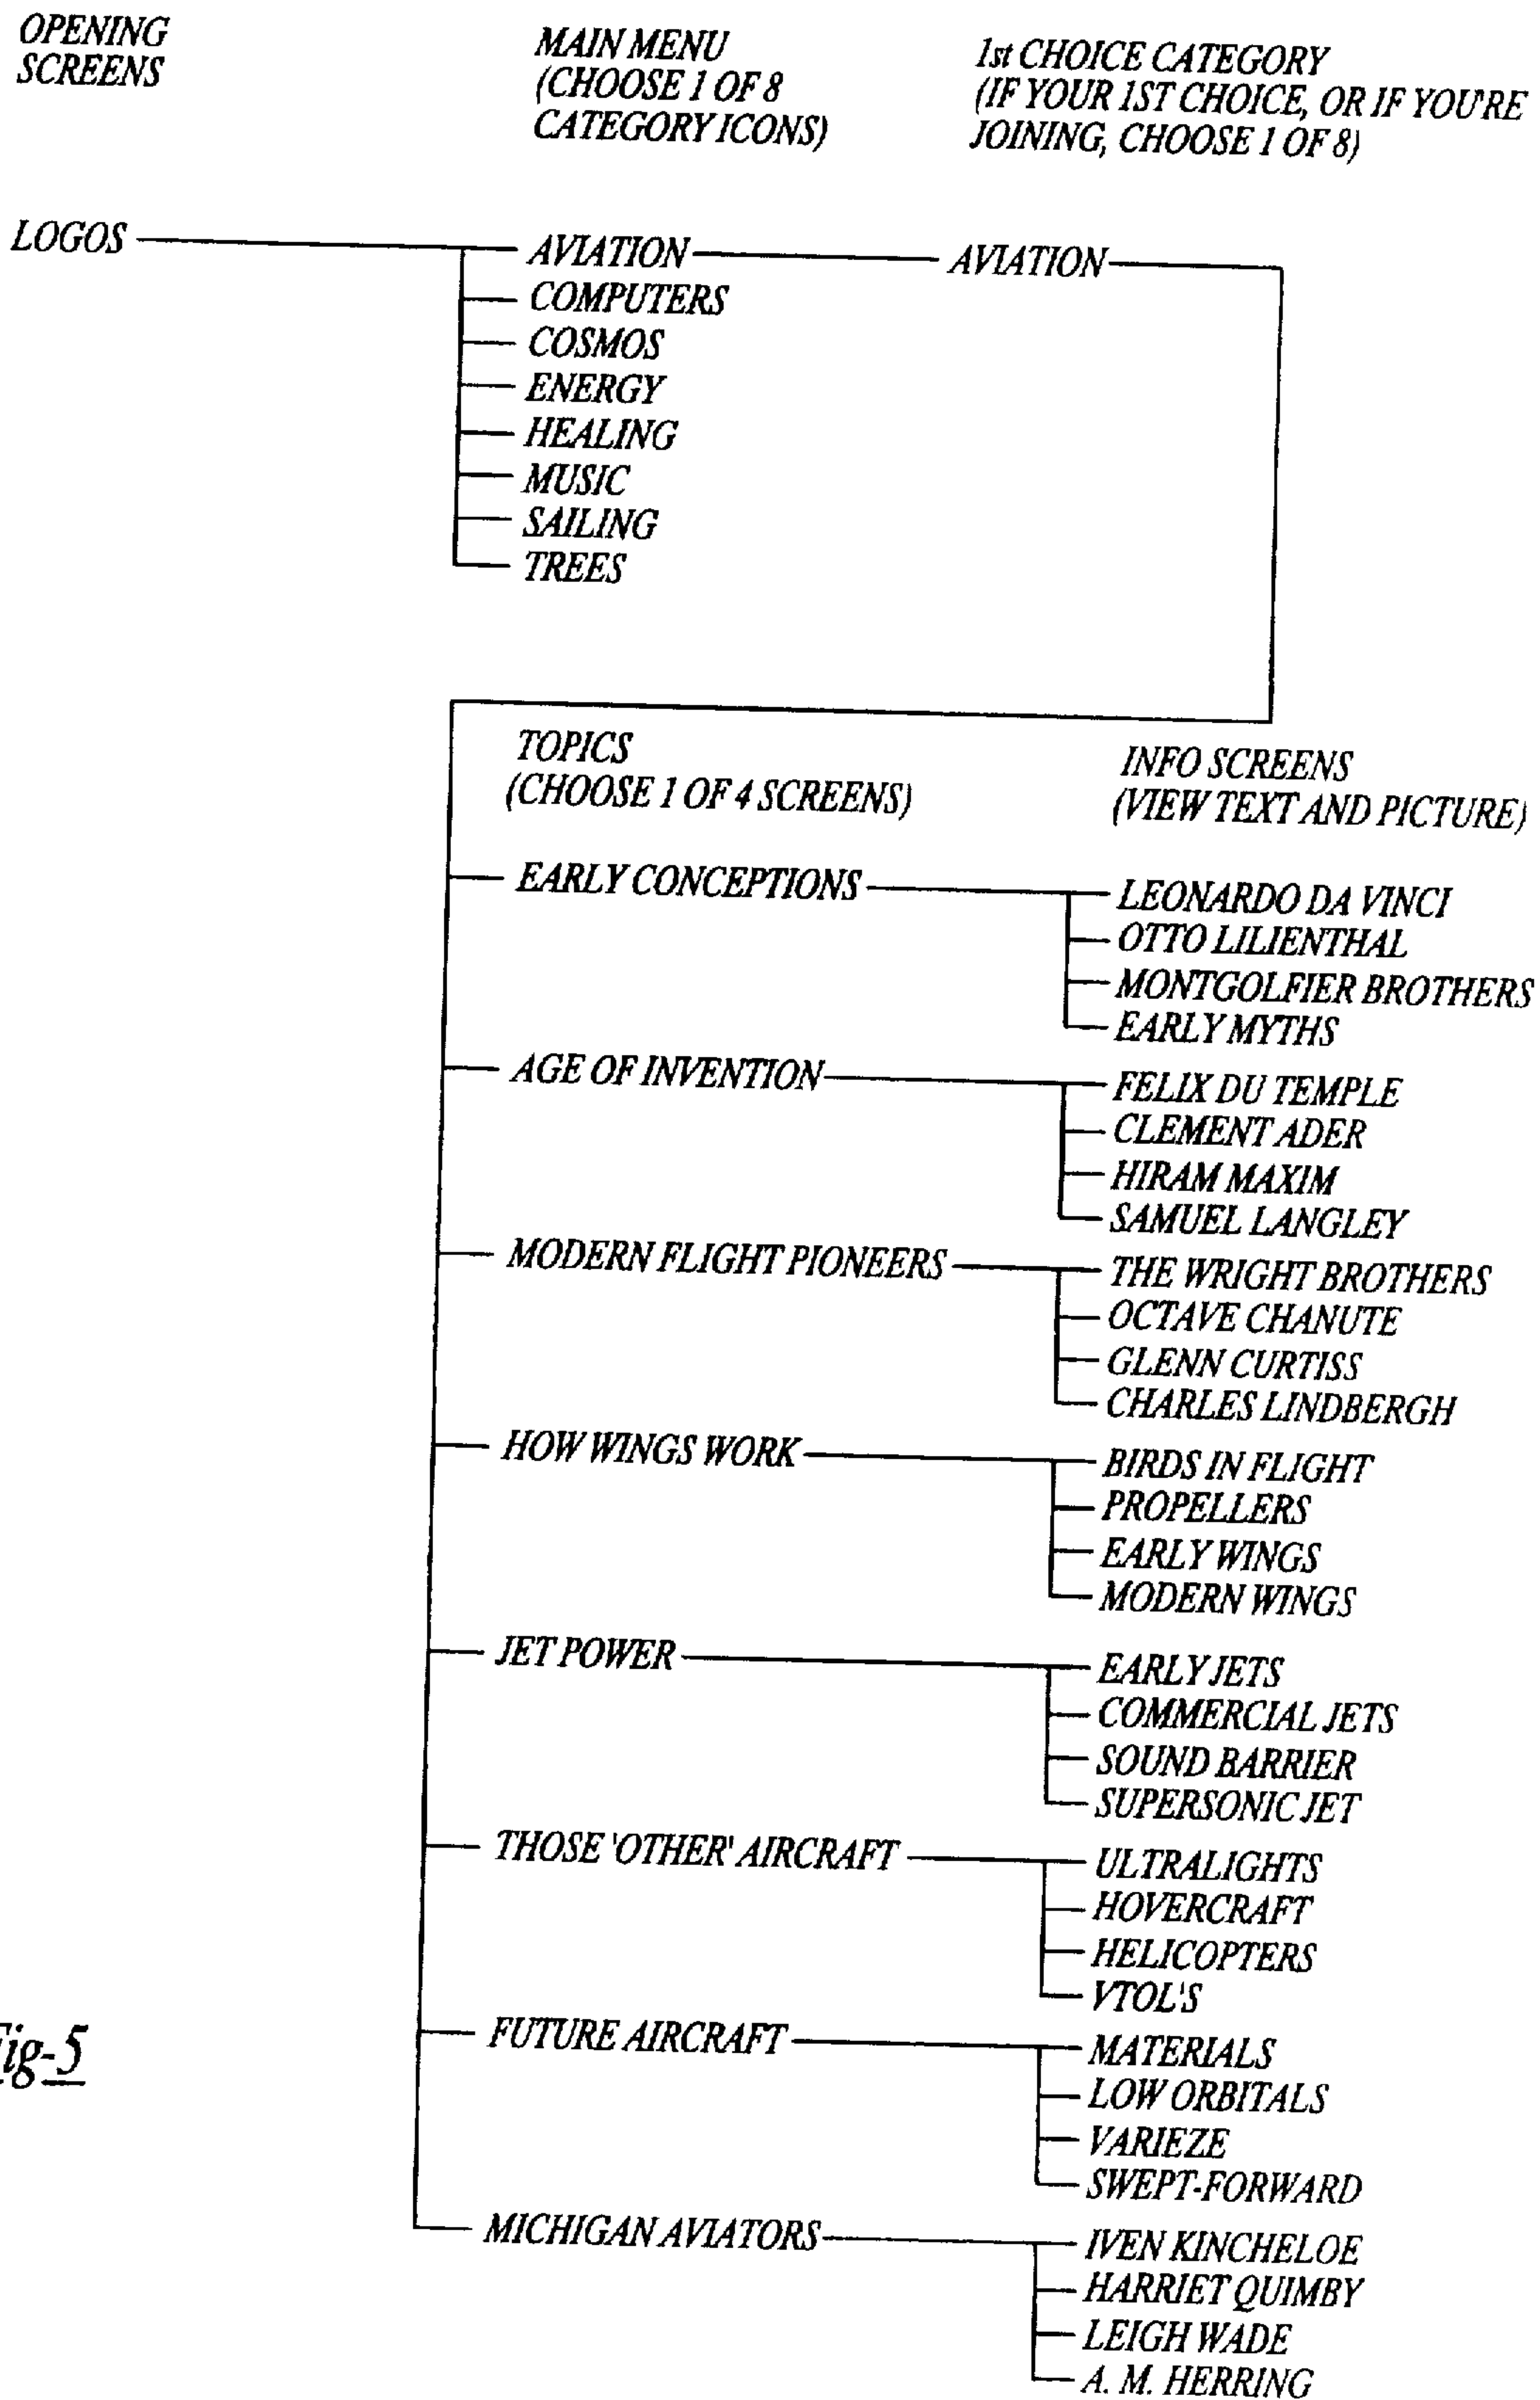 OPENING
SCREENS
MAIN MENU
(CHOOSE 1 OF 8
CATEGORY ICONS)
1st CHOICE CATEGORY
(IF YOUR 1ST CHOICE, OR IF YOU'RE
JOINING, CHOOSE 1 OF 8)
LOGOS
AVIATION
AVIATION
COMPUTERS
COSMOS
ENERGY
HEALING
MUSIC
SAILING
TREES
TOPICS
(CHOOSE 1 OF 4 SCREENS)
INFO SCREENS
(VIEW TEXT AND PICTURE)
EARLY CONCEPTIONS
LEONARDO DA VINCI
OTTO LILIENTHAL
MONTGOLFIER BROTHERS
EARLY MYTHS
AGE OF INVENTION
FELIX DU TEMPLE
CLEMENT ADER
HIRAM MAXIM
SAMUEL LANGLEY
MODERN FLIGHT PIONEERS
THE WRIGHT BROTHERS
OCTAVE CHANUTE
GLENN CURTISS
CHARLES LINDBERGH
HOW WINGS WORK
BIRDS IN FLIGHT
PROPELLERS
EARLY WINGS
MODERN WINGS
JET POWER
EARLY JETS
COMMERCIAL JETS
SOUND BARRIER
SUPERSONIC JET
THOSE 'OTHER' AIRCRAFT
ULTRALIGHTS
HOVERCRAFT
HELICOPTERS
VTOL'S
FUTURE AIRCRAFT
MATERIALS
LOW ORBITALS
VARIEZE
SWEPT-FORWARD
MICHIGAN AVIATORS
IVEN KINCHELOE
HARRIET QUIMBY
LEIGH WADE
A. M. HERRING
Fig-5